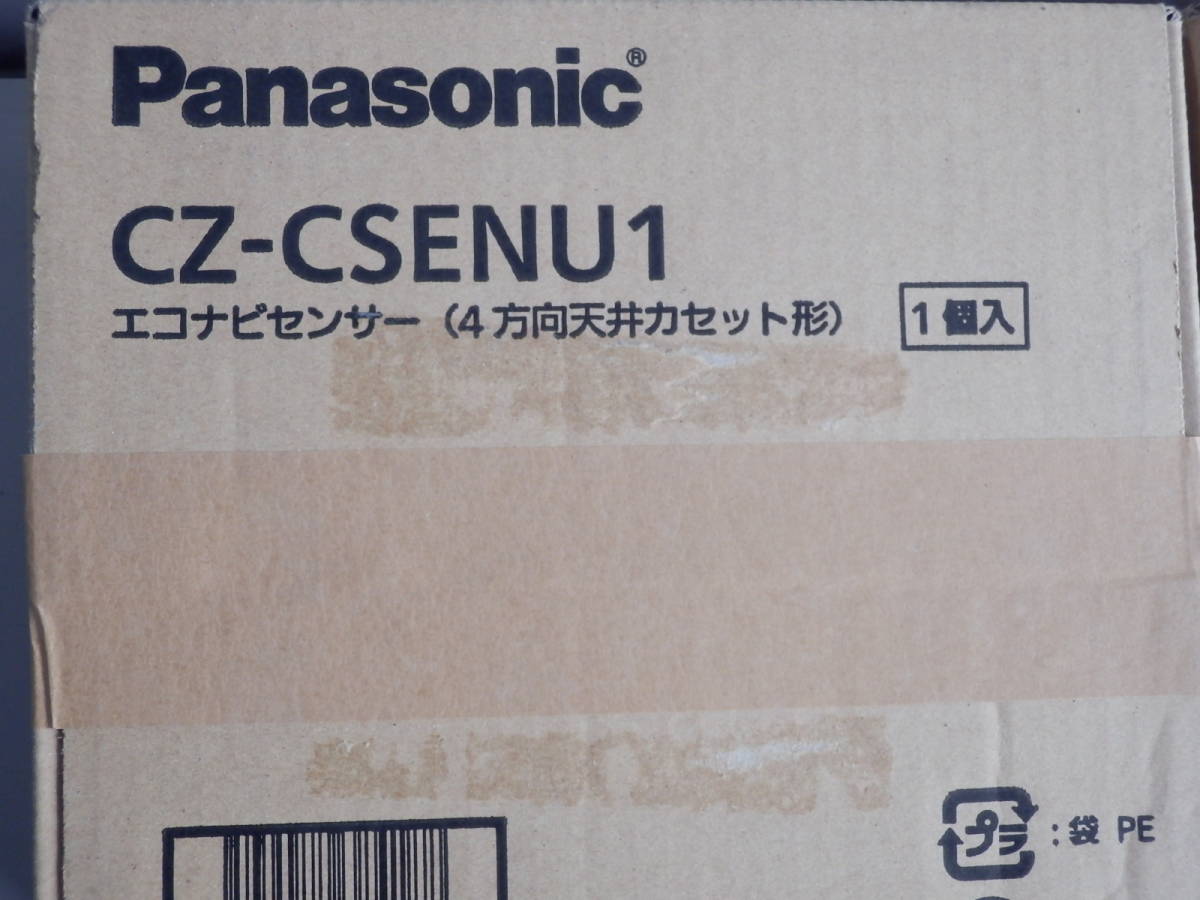 Panasonic®
CZ-CSENU1
エコナビセンサー（4方向天井カセット形）
1個入
プラ : 袋 PE